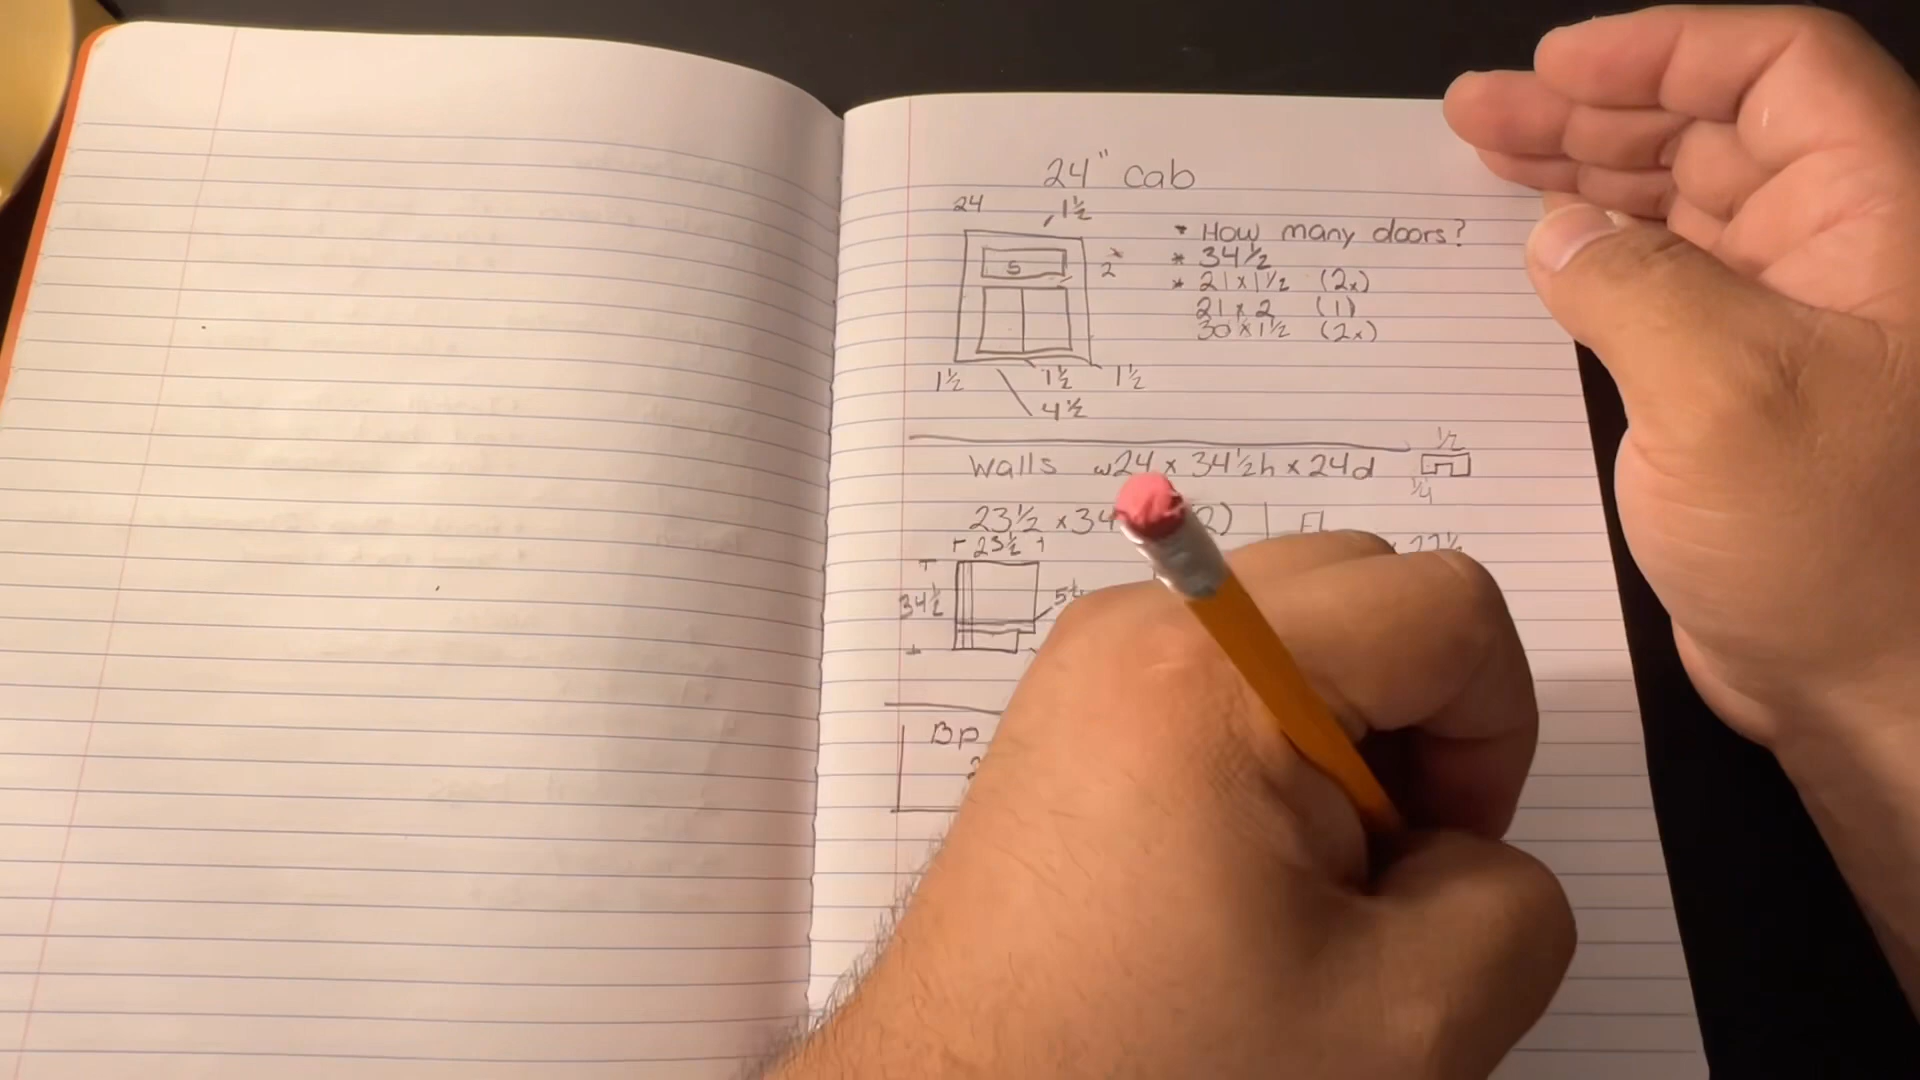 24" cab
24
1½
5
2*
* How many doors?
* 34½
* 21 x 1½ (2x)
21 x 2 (1)
30 x 1½ (2x)
1½
1½
1½
4½
Walls w24 x 34½h x 24d
1/2
1/4
23½ x 34 2)
23½
34½
Bp